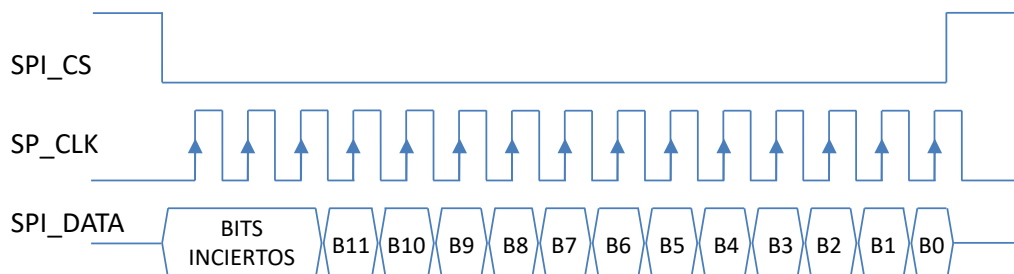 SPI_CS
SP_CLK
SPI_DATA
BITS
INCIERTOS
B11
B10
B9
B8
B7
B6
B5
B4
B3
B2
B1
B0